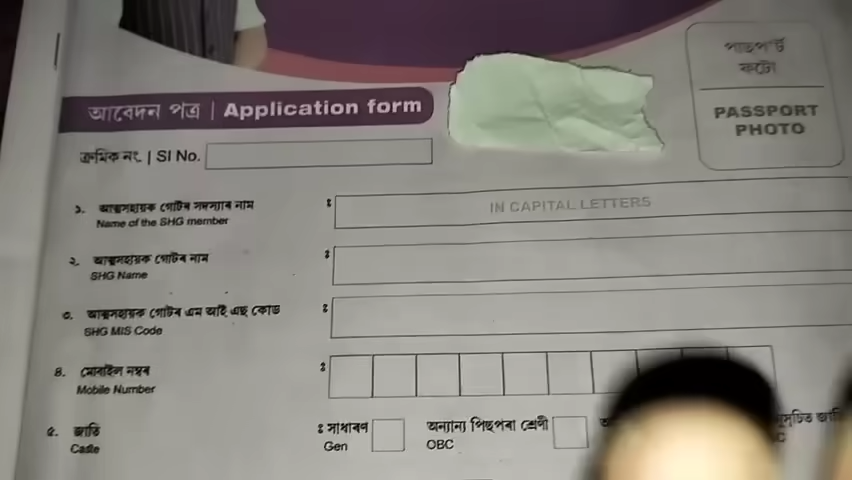 আবেদন পত্ৰ | Application form
পাছপ'ৰ্ট
ফটো
PASSPORT
PHOTO
ক্ৰমিক নং. | SI No.
১. আত্মসহায়ক গোটৰ সদস্যাৰ নাম : IN CAPITAL LETTERS
Name of the SHG member
২. আত্মসহায়ক গোটৰ নাম :
SHG Name
৩. আত্মসহায়ক গোটৰ এম আই এছ কোড :
SHG MIS Code
৪. মোবাইল নম্বৰ :
Mobile Number
৫. জাতি : সাধাৰণ অন্যান্য পিছপৰা শ্ৰেণী
Caste Gen OBC